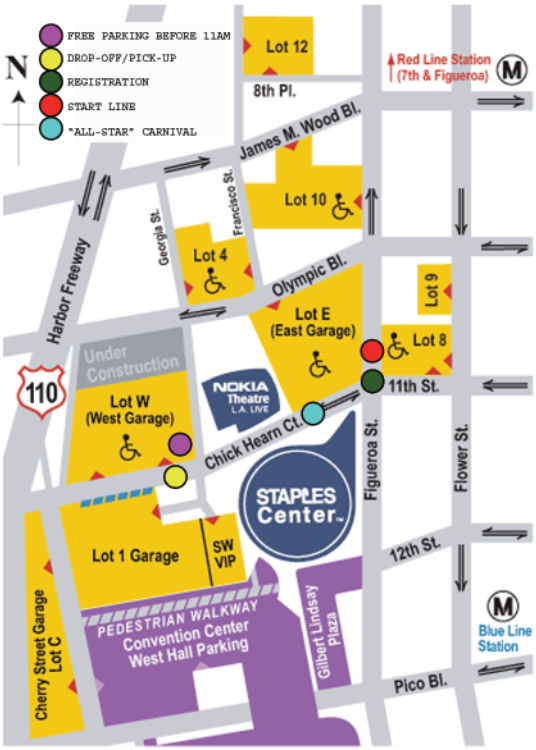 FREE PARKING BEFORE 11AM
DROP-OFF/PICK-UP
REGISTRATION
START LINE
"ALL-STAR" CARNIVAL
N
Lot 12
8th Pl.
Red Line Station
(7th & Figueroa)
M
James M. Wood Bl.
Harbor Freeway
Georgia St.
Francisco St.
Lot 10
Lot 4
Olympic Bl.
Lot 9
Lot E
(East Garage)
Lot 8
Under
Construction
110
Lot W
(West Garage)
NOKIA
Theatre
L.A. LIVE
11th St.
Chick Hearn Ct.
Figueroa St.
Flower St.
STAPLES
Center™
Lot 1 Garage
SW
VIP
12th St.
Cherry Street Garage
Lot C
PEDESTRIAN WALKWAY
Convention Center
West Hall Parking
Gilbert Lindsay
Plaza
M
Blue Line
Station
Pico Bl.